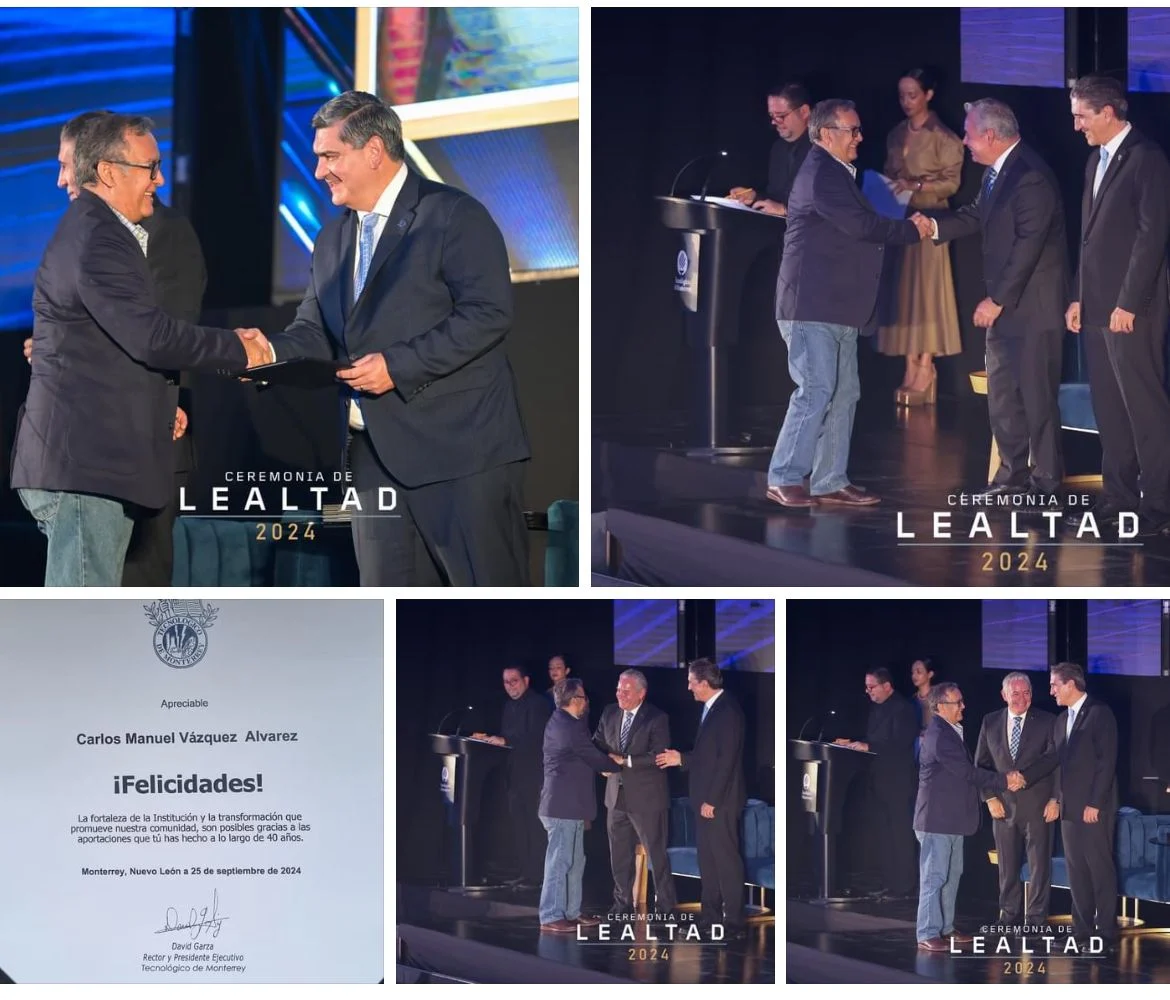 CEREMONIA DE
LEALTAD
2024
CEREMONIA DE
LEALTAD
2024
TECNOLOGICO
DE MONTERREY
Apreciable
Carlos Manuel Vázquez Alvarez
¡Felicidades!
La fortaleza de la Institución y la transformación que
promueve nuestra comunidad, son posibles gracias a las
aportaciones que tú has hecho a lo largo de 40 años.
Monterrey, Nuevo León a 25 de septiembre de 2024
David Garza
Rector y Presidente Ejecutivo
Tecnológico de Monterrey
CEREMONIA DE
LEALTAD
2024
CEREMONIA DE
LEALTAD
2024